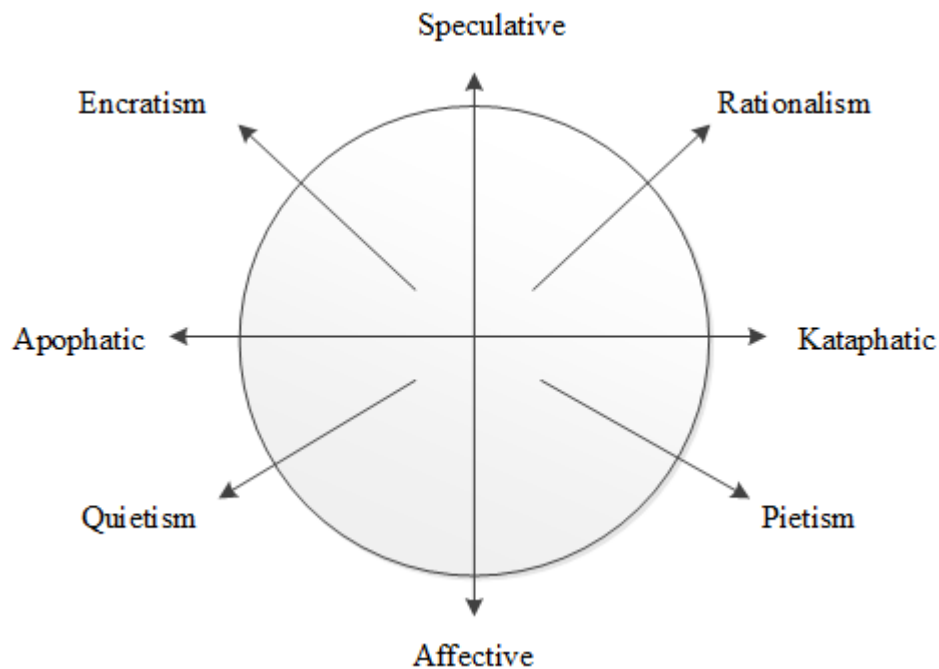 Speculative
Encratism
Rationalism
Apophatic
Kataphatic
Quietism
Pietism
Affective